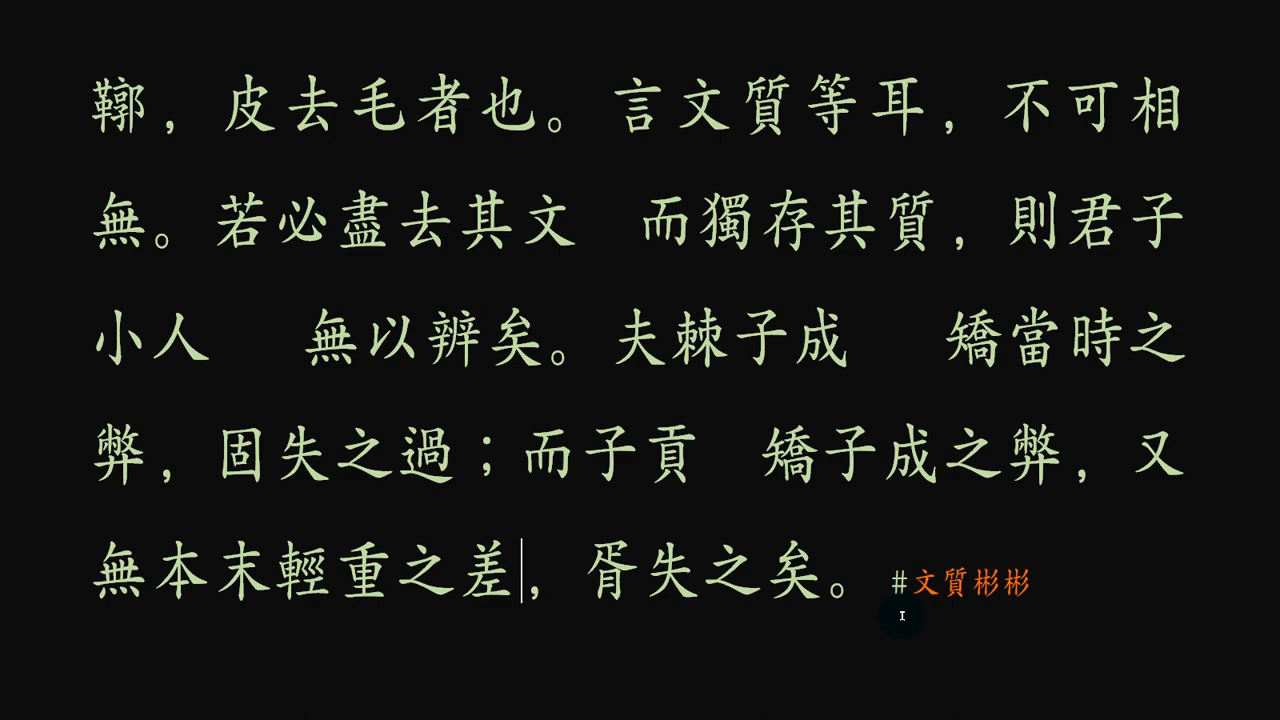 鞹，皮去毛者也。言文質等耳，不可相
無。若必盡去其文　而獨存其質，則君子
小人　無以辨矣。夫棘子成　矯當時之
弊，固失之過；而子貢　矯子成之弊，又
無本末輕重之差，胥失之矣。 #文質彬彬